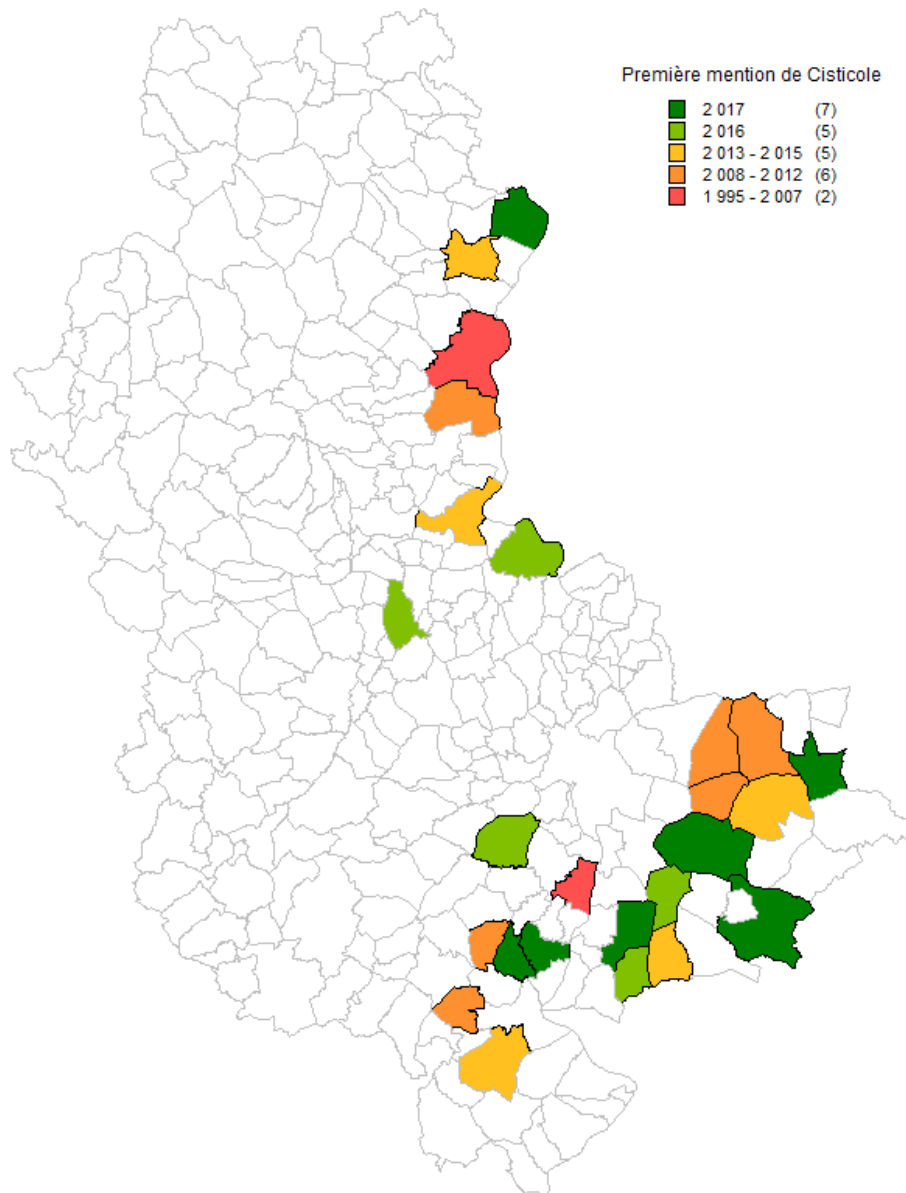 Première mention de Cisticole
2 017 (7)
2 016 (5)
2 013 - 2 015 (5)
2 008 - 2 012 (6)
1 995 - 2 007 (2)